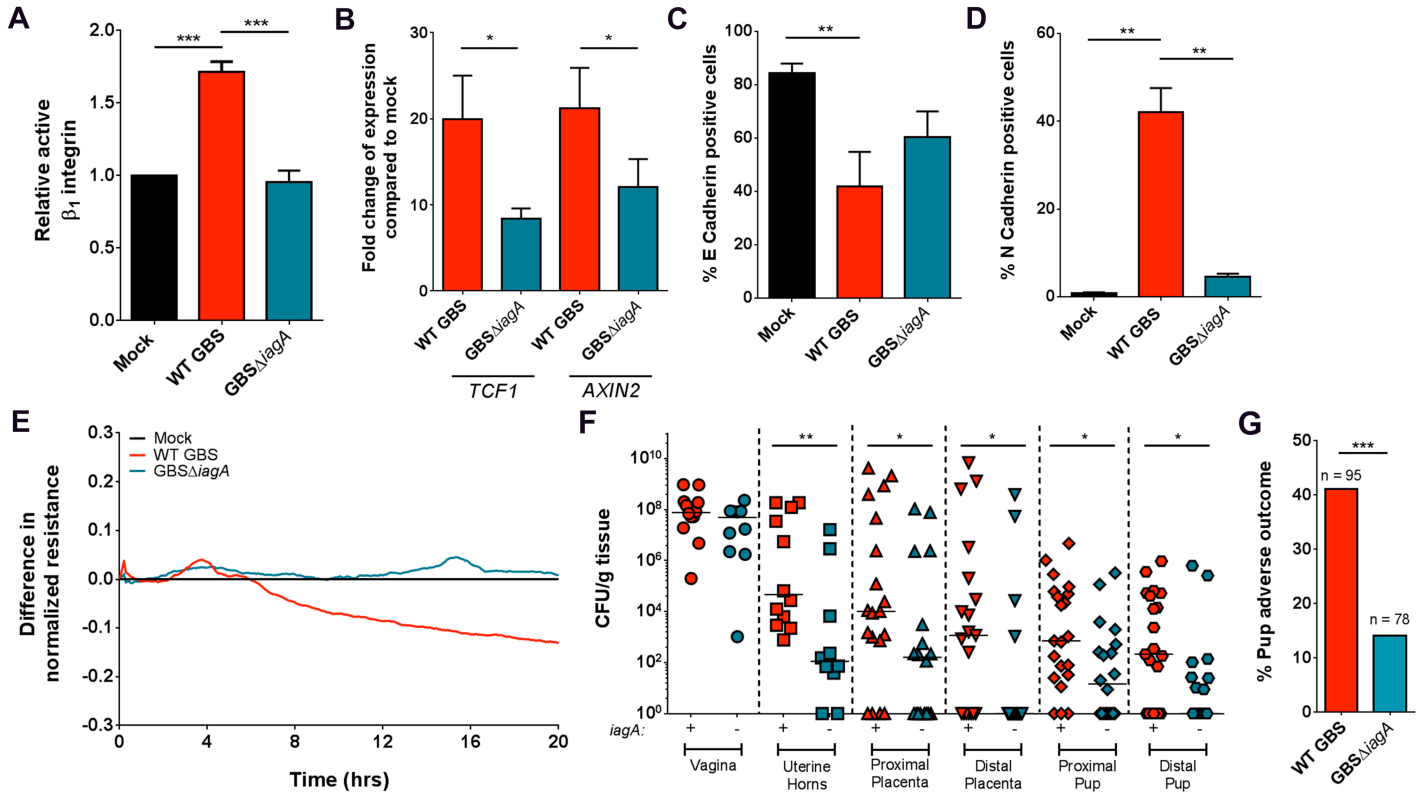 A
Relative active
β1 integrin
2.0
1.5
1.0
0.5
0.0
***
***
Mock
WT GBS
GBSΔiagA
B
Fold change of expression
compared to mock
30
20
10
0
*
*
WT GBS
GBSΔiagA
WT GBS
GBSΔiagA
TCF1
AXIN2
C
% E Cadherin positive cells
100
80
60
40
20
0
**
Mock
WT GBS
GBSΔiagA
D
% N Cadherin positive cells
60
40
20
0
**
**
Mock
WT GBS
GBSΔiagA
E
Difference in
normalized resistance
0.3
0.2
0.1
0.0
-0.1
-0.2
-0.3
Mock
WT GBS
GBSΔiagA
0 4 8 12 16 20
Time (hrs)
F
CFU/g tissue
10^10
10^8
10^6
10^4
10^2
10^0
** * * * *
iagA: + - + - + - + - + - + -
Vagina
Uterine
Horns
Proximal
Placenta
Distal
Placenta
Proximal
Pup
Distal
Pup
G
% Pup adverse outcome
50
40
30
20
10
0
***
n = 95
n = 78
WT GBS
GBSΔiagA